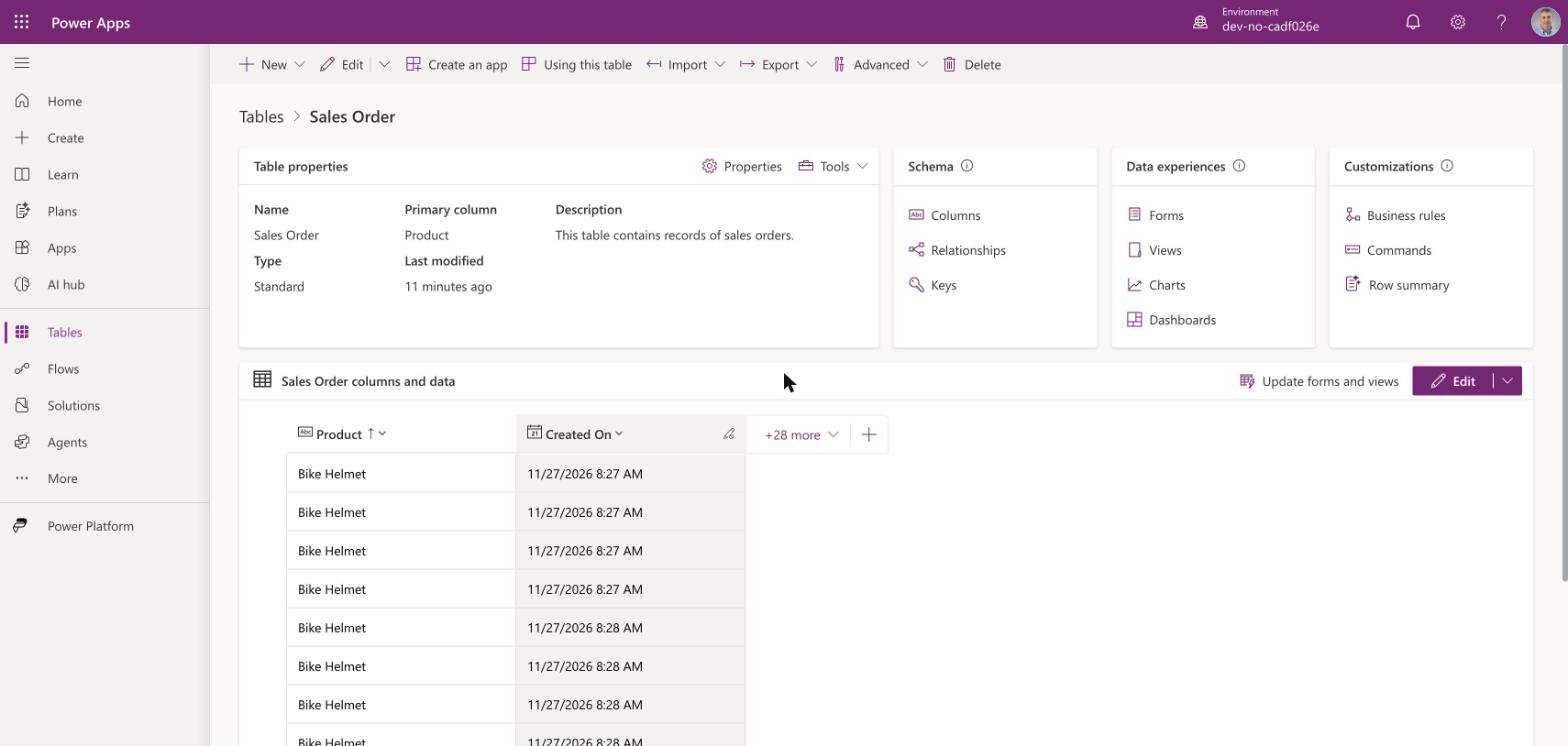 Power Apps
Environment
dev-no-cadf026e
New
Edit
Create an app
Using this table
Import
Export
Advanced
Delete
Home
Create
Learn
Plans
Apps
AI hub
Tables
Flows
Solutions
Agents
More
Power Platform
Tables > Sales Order
Table properties
Properties
Tools
Name
Primary column
Description
Sales Order
Product
This table contains records of sales orders.
Type
Last modified
Standard
11 minutes ago
Schema
Columns
Relationships
Keys
Data experiences
Forms
Views
Charts
Dashboards
Customizations
Business rules
Commands
Row summary
Sales Order columns and data
Update forms and views
Edit
Abc Product ↑
21 Created On
+28 more
Bike Helmet 11/27/2026 8:27 AM
Bike Helmet 11/27/2026 8:27 AM
Bike Helmet 11/27/2026 8:27 AM
Bike Helmet 11/27/2026 8:27 AM
Bike Helmet 11/27/2026 8:28 AM
Bike Helmet 11/27/2026 8:28 AM
Bike Helmet 11/27/2026 8:28 AM
Bike Helmet 11/27/2026 8:28 AM